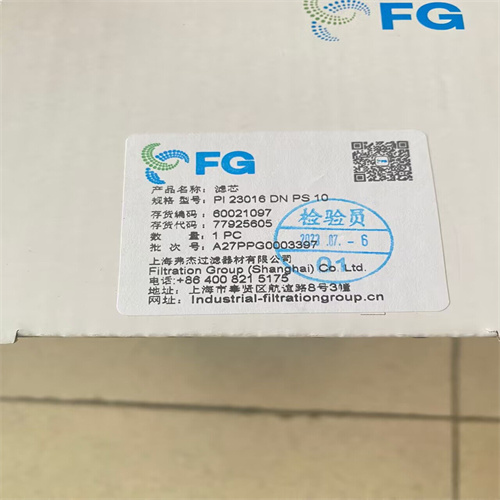 FG
FG
产品名称: 滤芯
规格 型号: PI 23016 DN PS 10
存货编码: 60021097
存货代码: 77925605
数 量: 1 PC
批 次 号: A27PPG0003397
检验员
2022.07.-6
01
上海弗杰过滤器材有限公司
Filtration Group (Shanghai) Co. Ltd.
电话:+86 400 821 5175
地址: 上海市奉贤区航谊路8号3幢
网址: Industrial-filtrationgroup.cn